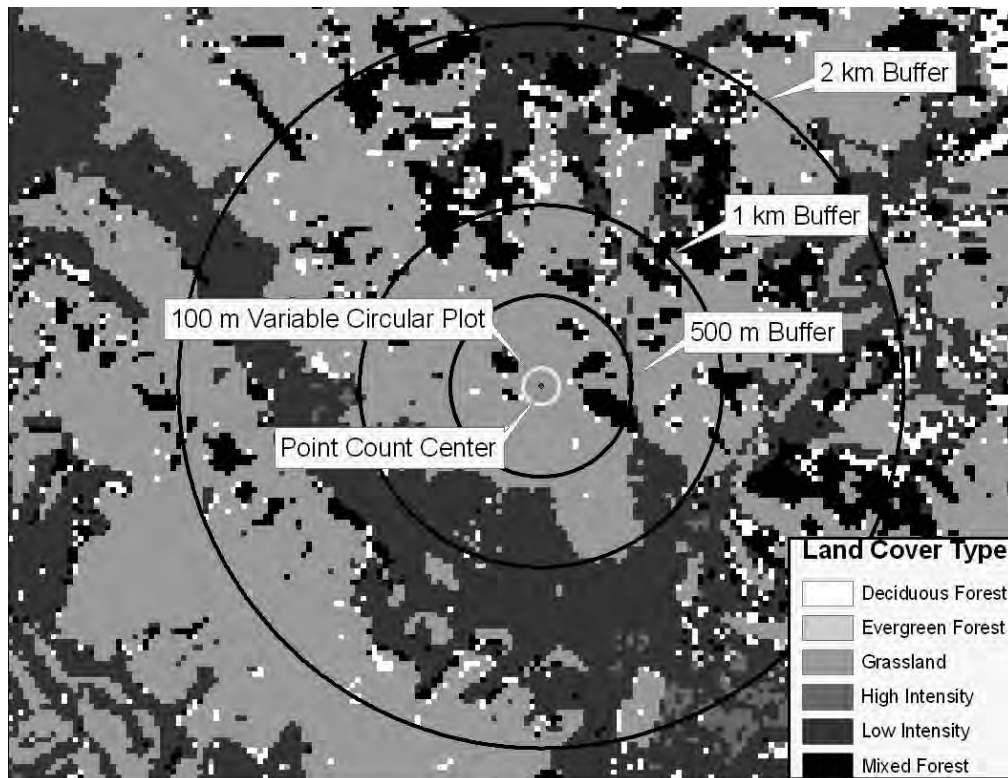 2 km Buffer
1 km Buffer
100 m Variable Circular Plot
500 m Buffer
Point Count Center
Land Cover Type
Deciduous Forest
Evergreen Forest
Grassland
High Intensity
Low Intensity
Mixed Forest